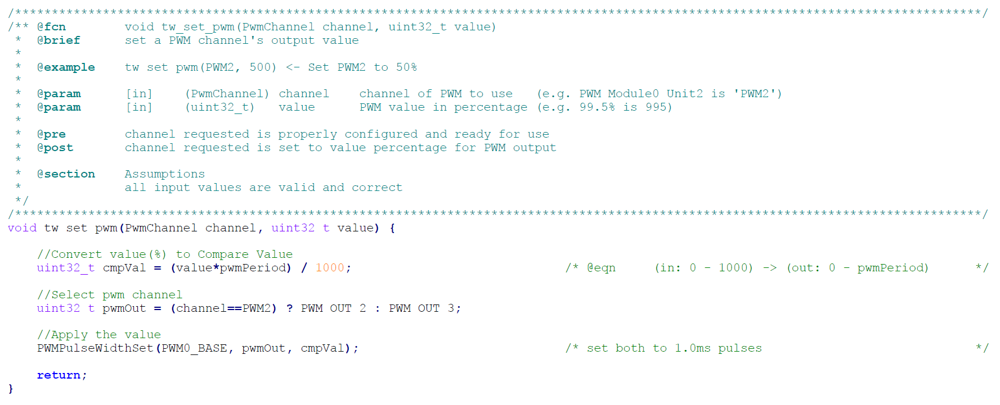 /************************************************************************************************************************************/
/** @fcn        void tw_set_pwm(PwmChannel channel, uint32_t value)
 *  @brief      set a PWM channel's output value
 *
 *  @example    tw set pwm(PWM2, 500) <- Set PWM2 to 50%
 *
 *  @param      [in]    (PwmChannel) channel    channel of PWM to use   (e.g. PWM Module0 Unit2 is 'PWM2')
 *  @param      [in]    (uint32_t)   value      PWM value in percentage (e.g. 99.5% is 995)
 *
 *  @pre        channel requested is properly configured and ready for use
 *  @post       channel requested is set to value percentage for PWM output
 *
 *  @section    Assumptions
 *              all input values are valid and correct
 */
/************************************************************************************************************************************/
void tw set pwm(PwmChannel channel, uint32 t value) {
    //Convert value(%) to Compare Value
    uint32_t cmpVal = (value*pwmPeriod) / 1000;                             /* @eqn     (in: 0 - 1000) -> (out: 0 - pwmPeriod)      */
    //Select pwm channel
    uint32 t pwmOut = (channel==PWM2) ? PWM OUT 2 : PWM OUT 3;
    //Apply the value
    PWMPulseWidthSet(PWM0_BASE, pwmOut, cmpVal);                            /* set both to 1.0ms pulses                             */
    return;
}